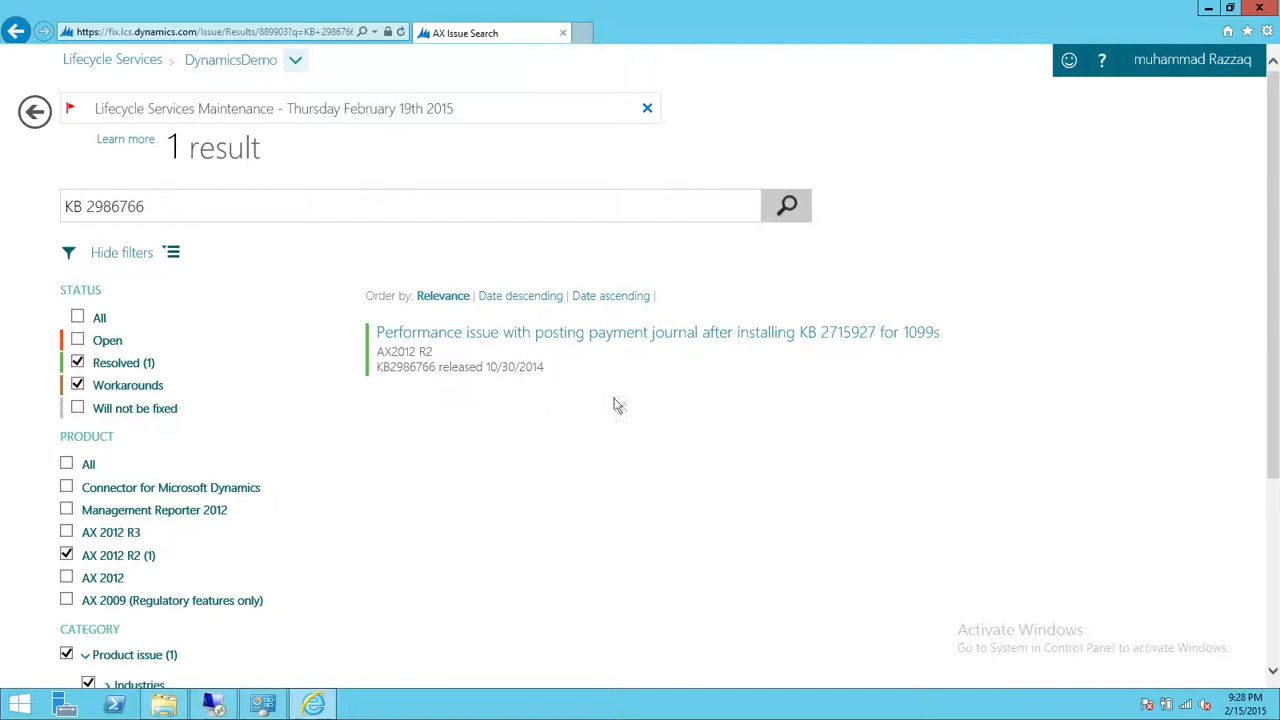 https://fix.lcs.dynamics.com/Issue/Results/889903?q=KB+2986766
AX Issue Search
Lifecycle Services > DynamicsDemo
? muhammad Razzaq
Lifecycle Services Maintenance - Thursday February 19th 2015
Learn more
1 result
KB 2986766
Hide filters
STATUS
All
Open
Resolved (1)
Workarounds
Will not be fixed
Order by: Relevance | Date descending | Date ascending |
Performance issue with posting payment journal after installing KB 2715927 for 1099s
AX2012 R2
KB2986766 released 10/30/2014
PRODUCT
All
Connector for Microsoft Dynamics
Management Reporter 2012
AX 2012 R3
AX 2012 R2 (1)
AX 2012
AX 2009 (Regulatory features only)
CATEGORY
Product issue (1)
Industries
Activate Windows
Go to System in Control Panel to activate Windows.
9:28 PM
2/15/2015